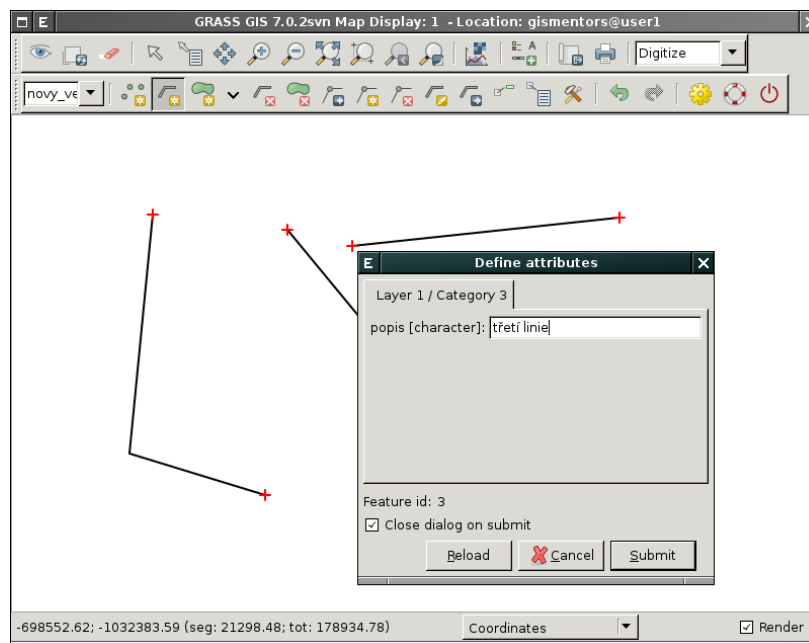 GRASS GIS 7.0.2svn Map Display: 1 - Location: gismentors@user1
Digitize
novy_ve
Define attributes
Layer 1 / Category 3
popis [character]: třetí linie
Feature id: 3
Close dialog on submit
Reload Cancel Submit
-698552.62; -1032383.59 (seg: 21298.48; tot: 178934.78) Coordinates Render